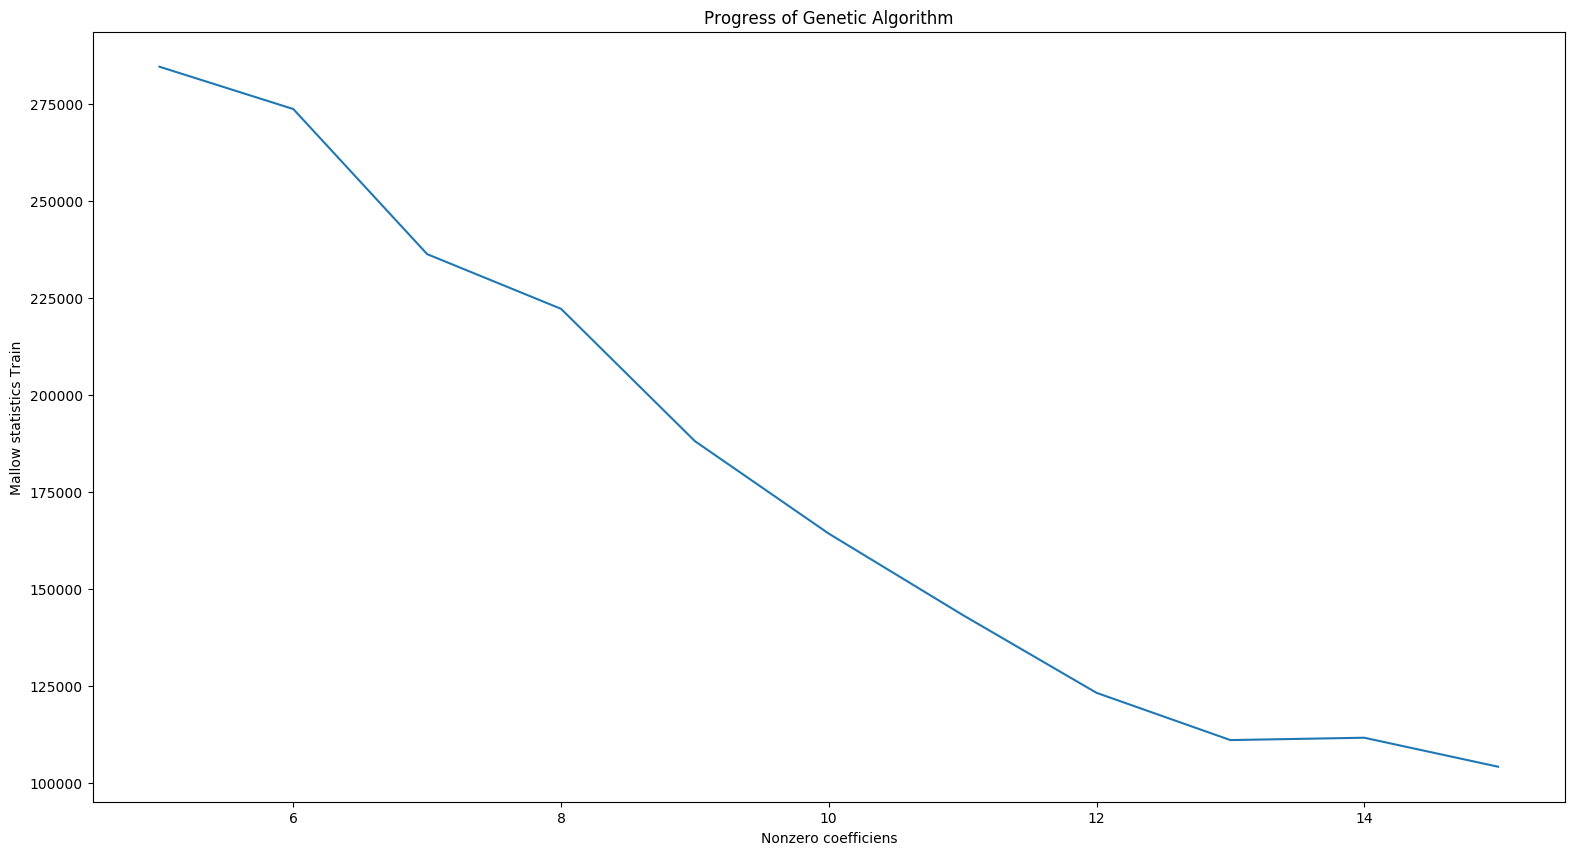 Progress of Genetic Algorithm
275000
250000
225000
200000
175000
150000
125000
100000
Mallow statistics Train
6 8 10 12 14
Nonzero coefficiens